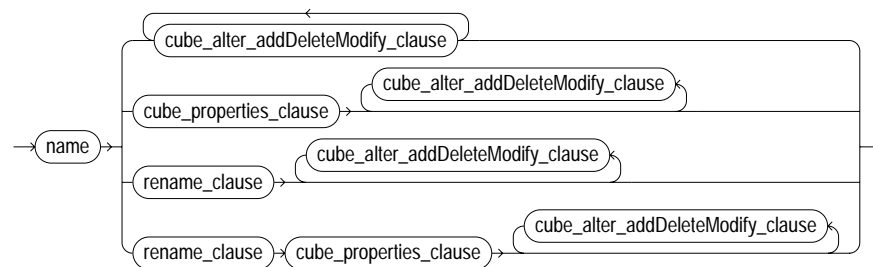 cube_alter_addDeleteModify_clause
cube_alter_addDeleteModify_clause
cube_properties_clause
name
cube_alter_addDeleteModify_clause
rename_clause
cube_alter_addDeleteModify_clause
rename_clause cube_properties_clause